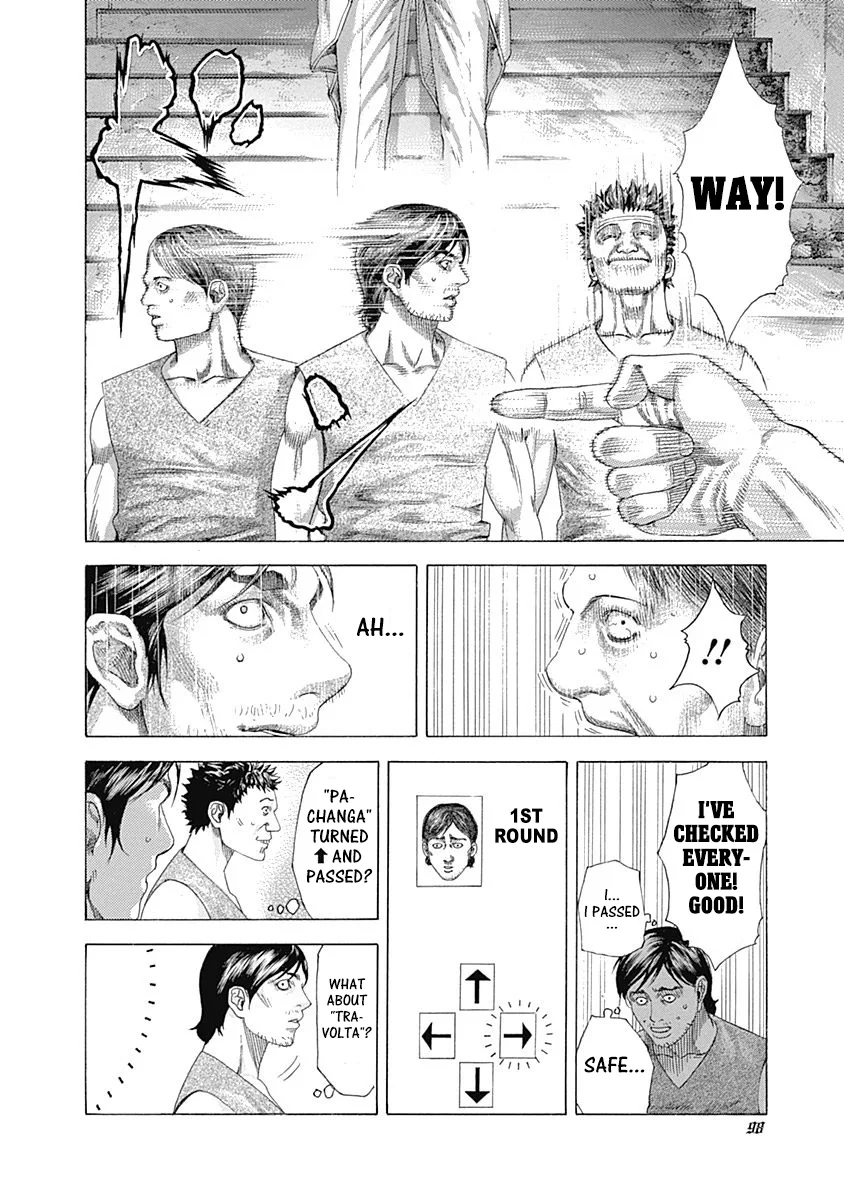 WAY!
!!
AH...
I'VE
CHECKED
EVERY-
ONE!
GOOD!
I...
I PASSED
...
SAFE...
1ST
ROUND
↑
←
→
↓
"PA-
CHANGA"
TURNED
⬆ AND
PASSED?
WHAT
ABOUT
"TRA-
VOLTA"?
98